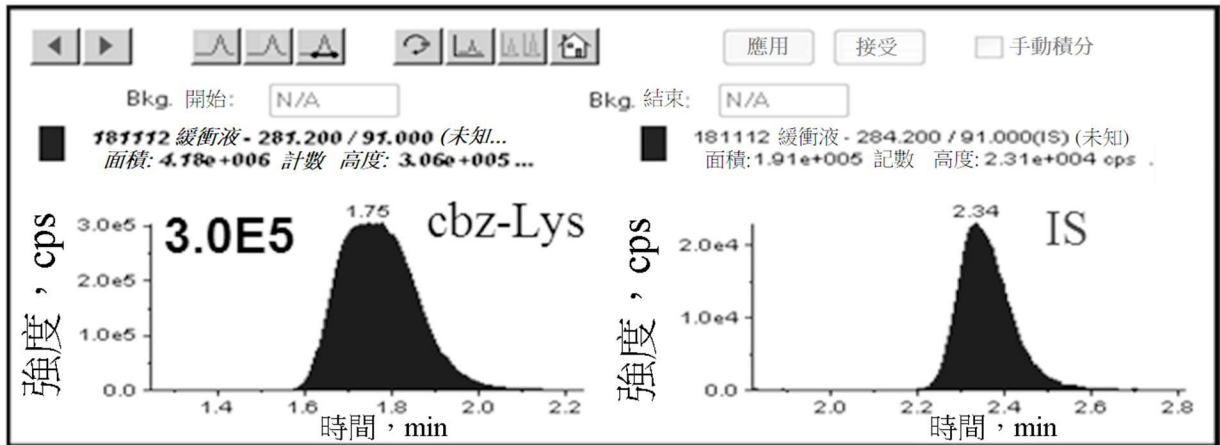 應用 接受 手動積分
Bkg. 開始: N/A Bkg. 結束: N/A
181112 緩衝液 - 281.200 / 91.000 (未知...
面積: 4.18e+006 計數 高度: 3.06e+005 ...
181112 緩衝液 - 284.200 / 91.000(IS) (未知)
面積: 1.91e+005 記數 高度: 2.31e+004 cps .
強度，cps
3.0e5
2.0e5
1.0e5
0.0
3.0E5
1.75
cbz-Lys
1.4 1.6 1.8 2.0 2.2
時間，min
強度，cps
2.0e4
1.0e4
0.0
2.34
IS
2.0 2.2 2.4 2.6 2.8
時間，min